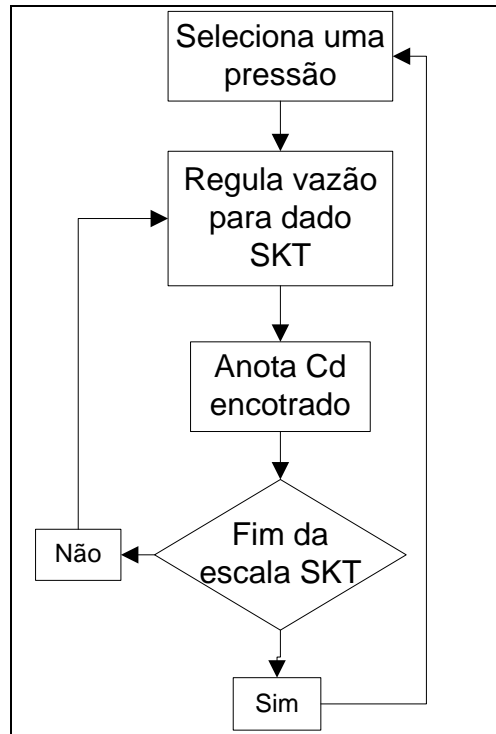 Seleciona uma
pressão
Regula vazão
para dado
SKT
Anota Cd
encotrado
Fim da
escala SKT
Não
Sim